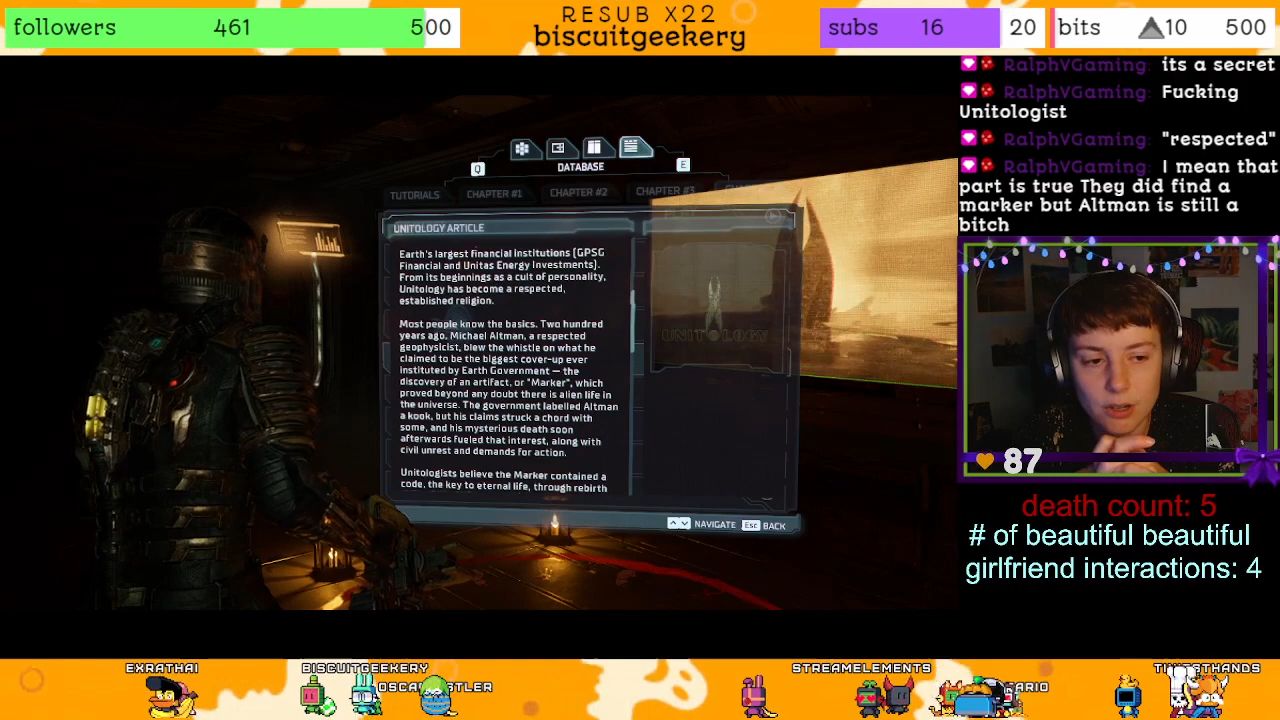 followers 461 500
RESUB X22
biscuitgeekery
subs 16 20
bits 10 500
RalphVGaming: its a secret
RalphVGaming: Fucking
Unitologist
RalphVGaming: "respected"
RalphVGaming: I mean that
part is true They did find a
marker but Altman is still a
bitch
Q
E
DATABASE
TUTORIALS CHAPTER #1 CHAPTER #2 CHAPTER #3
UNITOLOGY ARTICLE
Earth's largest financial institutions (GPSG
Financial and Unitas Energy Investments).
From its beginnings as a cult of personality,
Unitology has become a respected,
established religion.
Most people know the basics. Two hundred
years ago, Michael Altman, a respected
geophysicist, blew the whistle on what he
claimed to be the biggest cover-up ever
instituted by Earth Government — the
discovery of an artifact, or "Marker", which
proved beyond any doubt there is alien life in
the universe. The government labelled Altman
a kook, but his claims struck a chord with
some, and his mysterious death soon
afterwards fueled that interest, along with
civil unrest and demands for action.
Unitologists believe the Marker contained a
code, the key to eternal life, through rebirth
UNITOLOGY
NAVIGATE Esc BACK
87
death count: 5
# of beautiful beautiful
girlfriend interactions: 4
EXRATHAI
BISCUITGEEKERY
STREAMELEMENTS